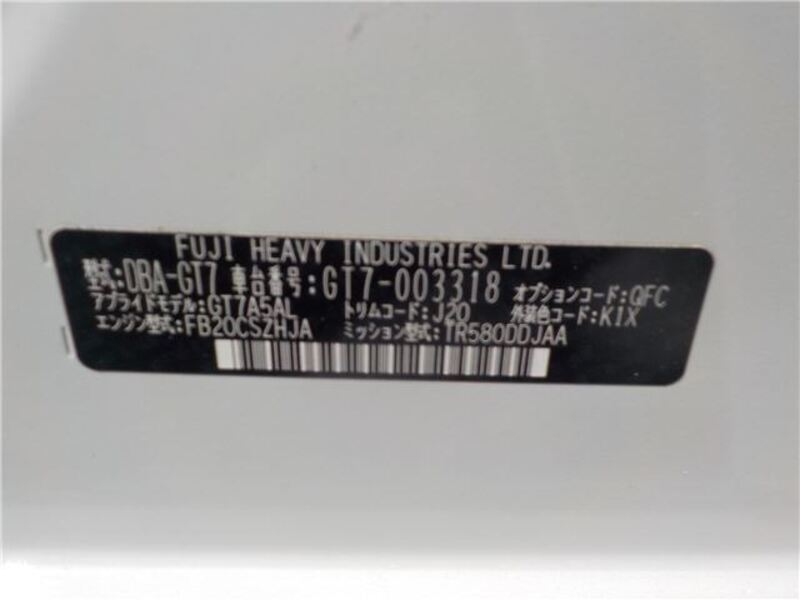 FUJI HEAVY INDUSTRIES LTD.
型式:DBA-GT7 車台番号:GT7-003318 オプションコード:QFC
アプライドモデル:GT7A5AL トリムコード:J20 外装色コード:K1X
エンジン型式:FB20CSZHJA ミッション型式:TR580DDJAA